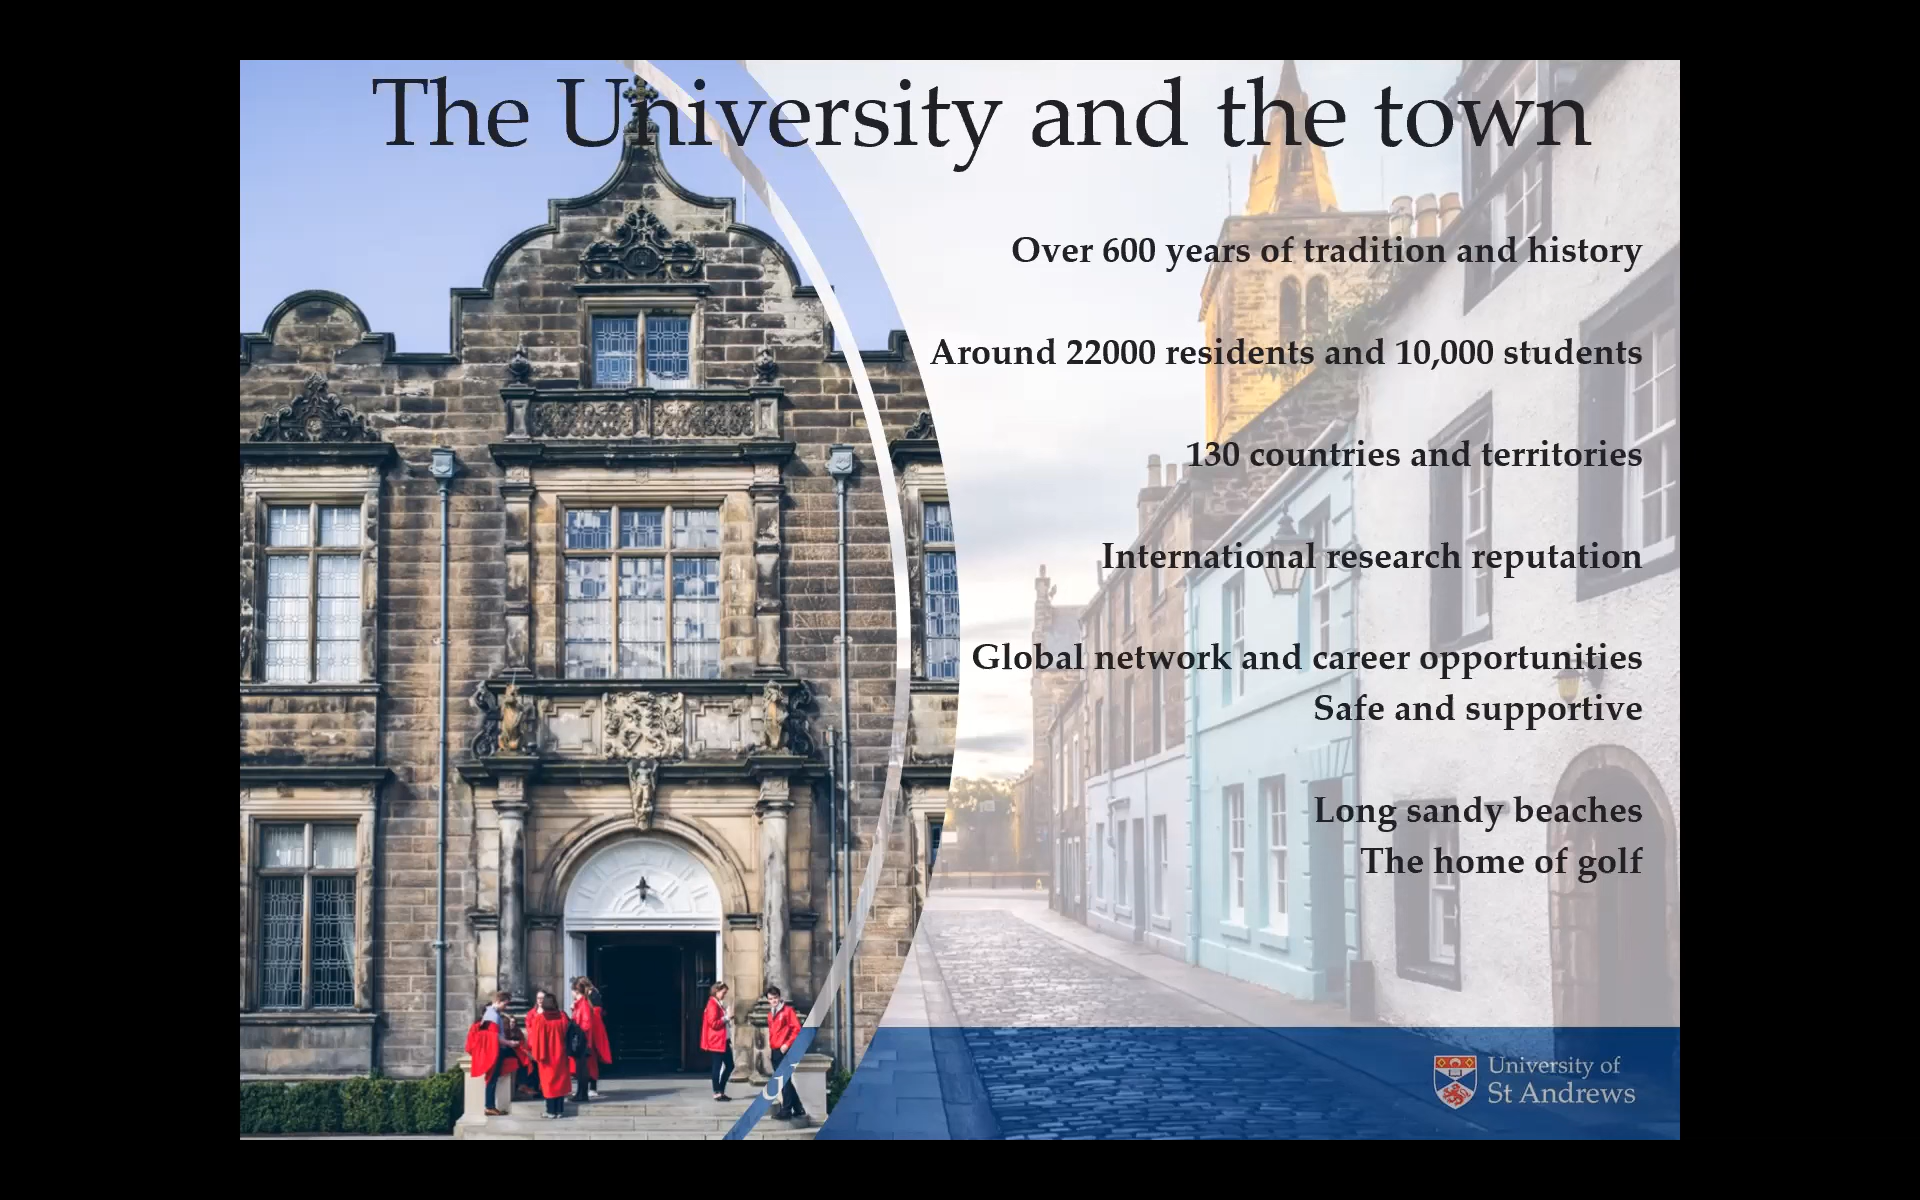 The University and the town
Over 600 years of tradition and history
Around 22000 residents and 10,000 students
130 countries and territories
International research reputation
Global network and career opportunities
Safe and supportive
Long sandy beaches
The home of golf
University of
St Andrews